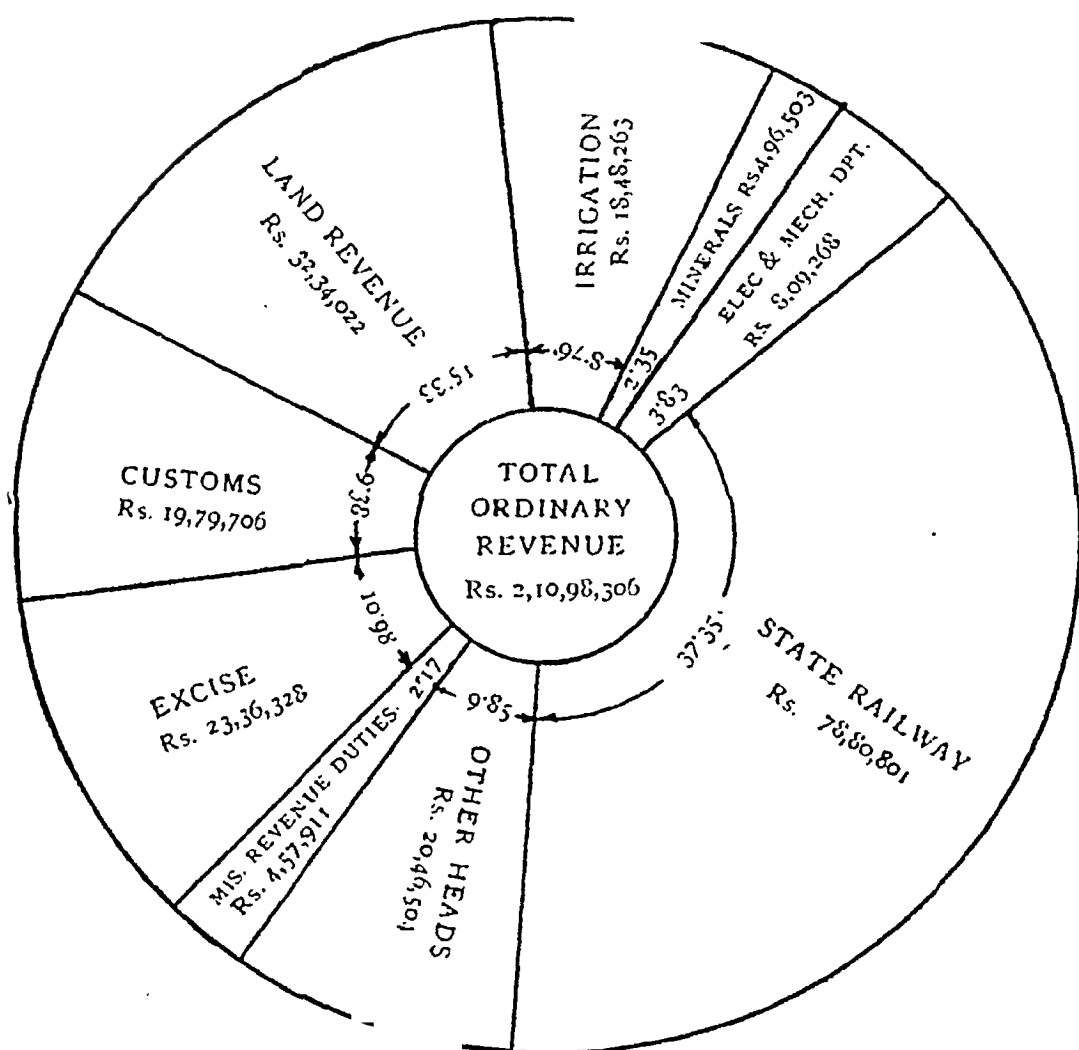 TOTAL
ORDINARY
REVENUE
Rs. 2,10,98,306
IRRIGATION
Rs. 18,48,263
8·76
MINERALS Rs 4,96,503
2·35
ELEC & MECH. DPT.
Rs. 8,09,268
3·83
STATE RAILWAY
Rs. 78,80,801
37·35
OTHER HEADS
Rs. 20,46,504
9·85
MIS. REVENUE DUTIES. 2·17
Rs. 4,57,911
EXCISE
Rs. 23,36,328
10·98
CUSTOMS
Rs. 19,79,706
9·38
LAND REVENUE
Rs. 32,34,022
15·33